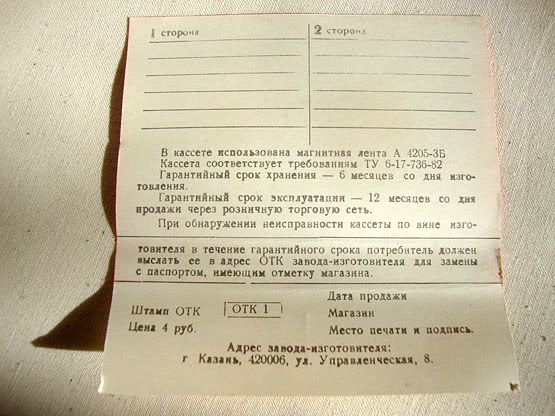 1 сторона
2 сторона
В кассете использована магнитная лента А 4205-3Б
Кассета соответствует требованиям ТУ 6-17-736-82
Гарантийный срок хранения — 6 месяцев со дня изго-
товления.
Гарантийный срок эксплуатации — 12 месяцев со дня
продажи через розничную торговую сеть.
При обнаружении неисправности кассеты по вине изго-
товителя в течение гарантийного срока потребитель должен
выслать ее в адрес ОТК завода-изготовителя для замены
с паспортом, имеющим отметку магазина.
Дата продажи
Штамп ОТК ОТК 1 Магазин
Цена 4 руб. Место печати и подпись.
Адрес завода-изготовителя:
г Казань, 420006, ул. Управленческая, 8.